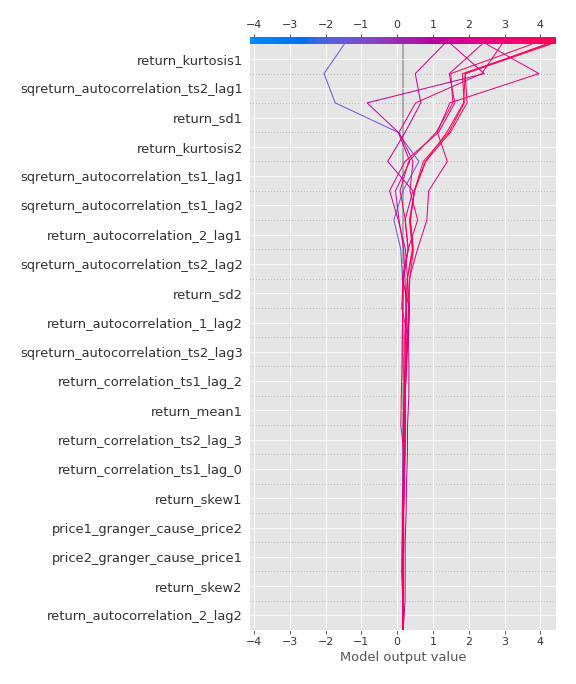 −4 −3 −2 −1 0 1 2 3 4
return_kurtosis1
sqreturn_autocorrelation_ts2_lag1
return_sd1
return_kurtosis2
sqreturn_autocorrelation_ts1_lag1
sqreturn_autocorrelation_ts1_lag2
return_autocorrelation_2_lag1
sqreturn_autocorrelation_ts2_lag2
return_sd2
return_autocorrelation_1_lag2
sqreturn_autocorrelation_ts2_lag3
return_correlation_ts1_lag_2
return_mean1
return_correlation_ts2_lag_3
return_correlation_ts1_lag_0
return_skew1
price1_granger_cause_price2
price2_granger_cause_price1
return_skew2
return_autocorrelation_2_lag2
−4 −3 −2 −1 0 1 2 3 4
Model output value